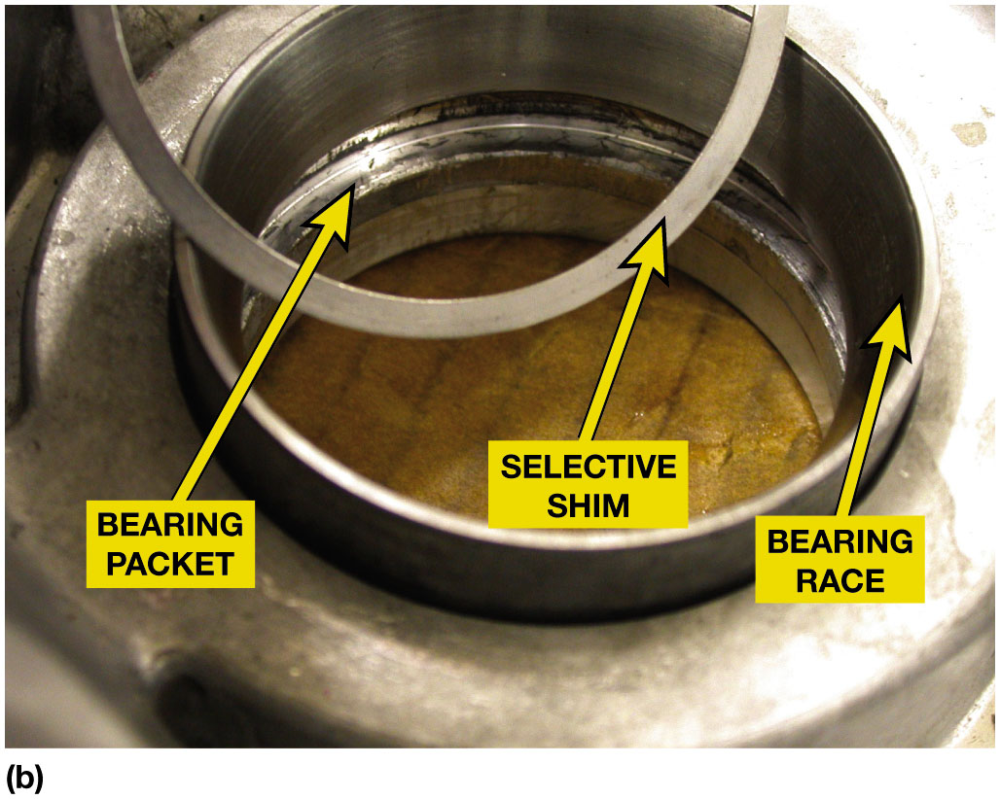 BEARING
PACKET
SELECTIVE
SHIM
BEARING
RACE
(b)